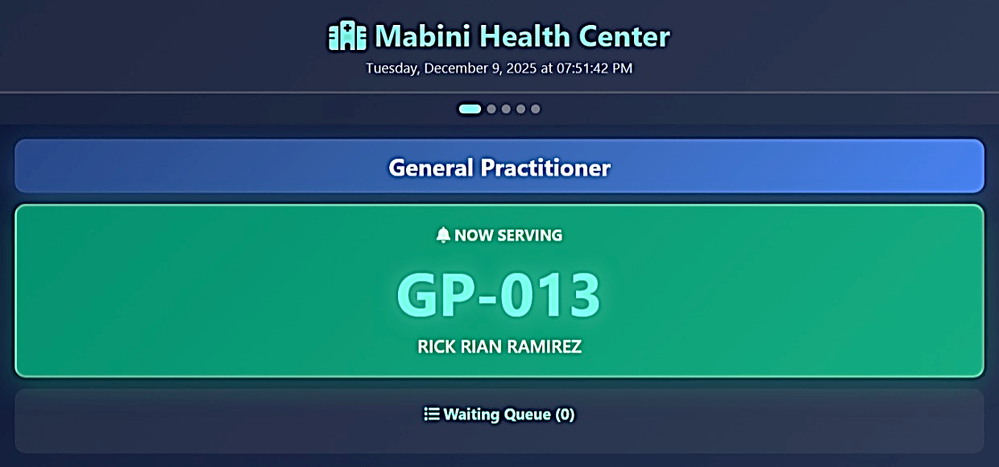 Mabini Health Center
Tuesday, December 9, 2025 at 07:51:42 PM
General Practitioner
NOW SERVING
GP-013
RICK RIAN RAMIREZ
Waiting Queue (0)